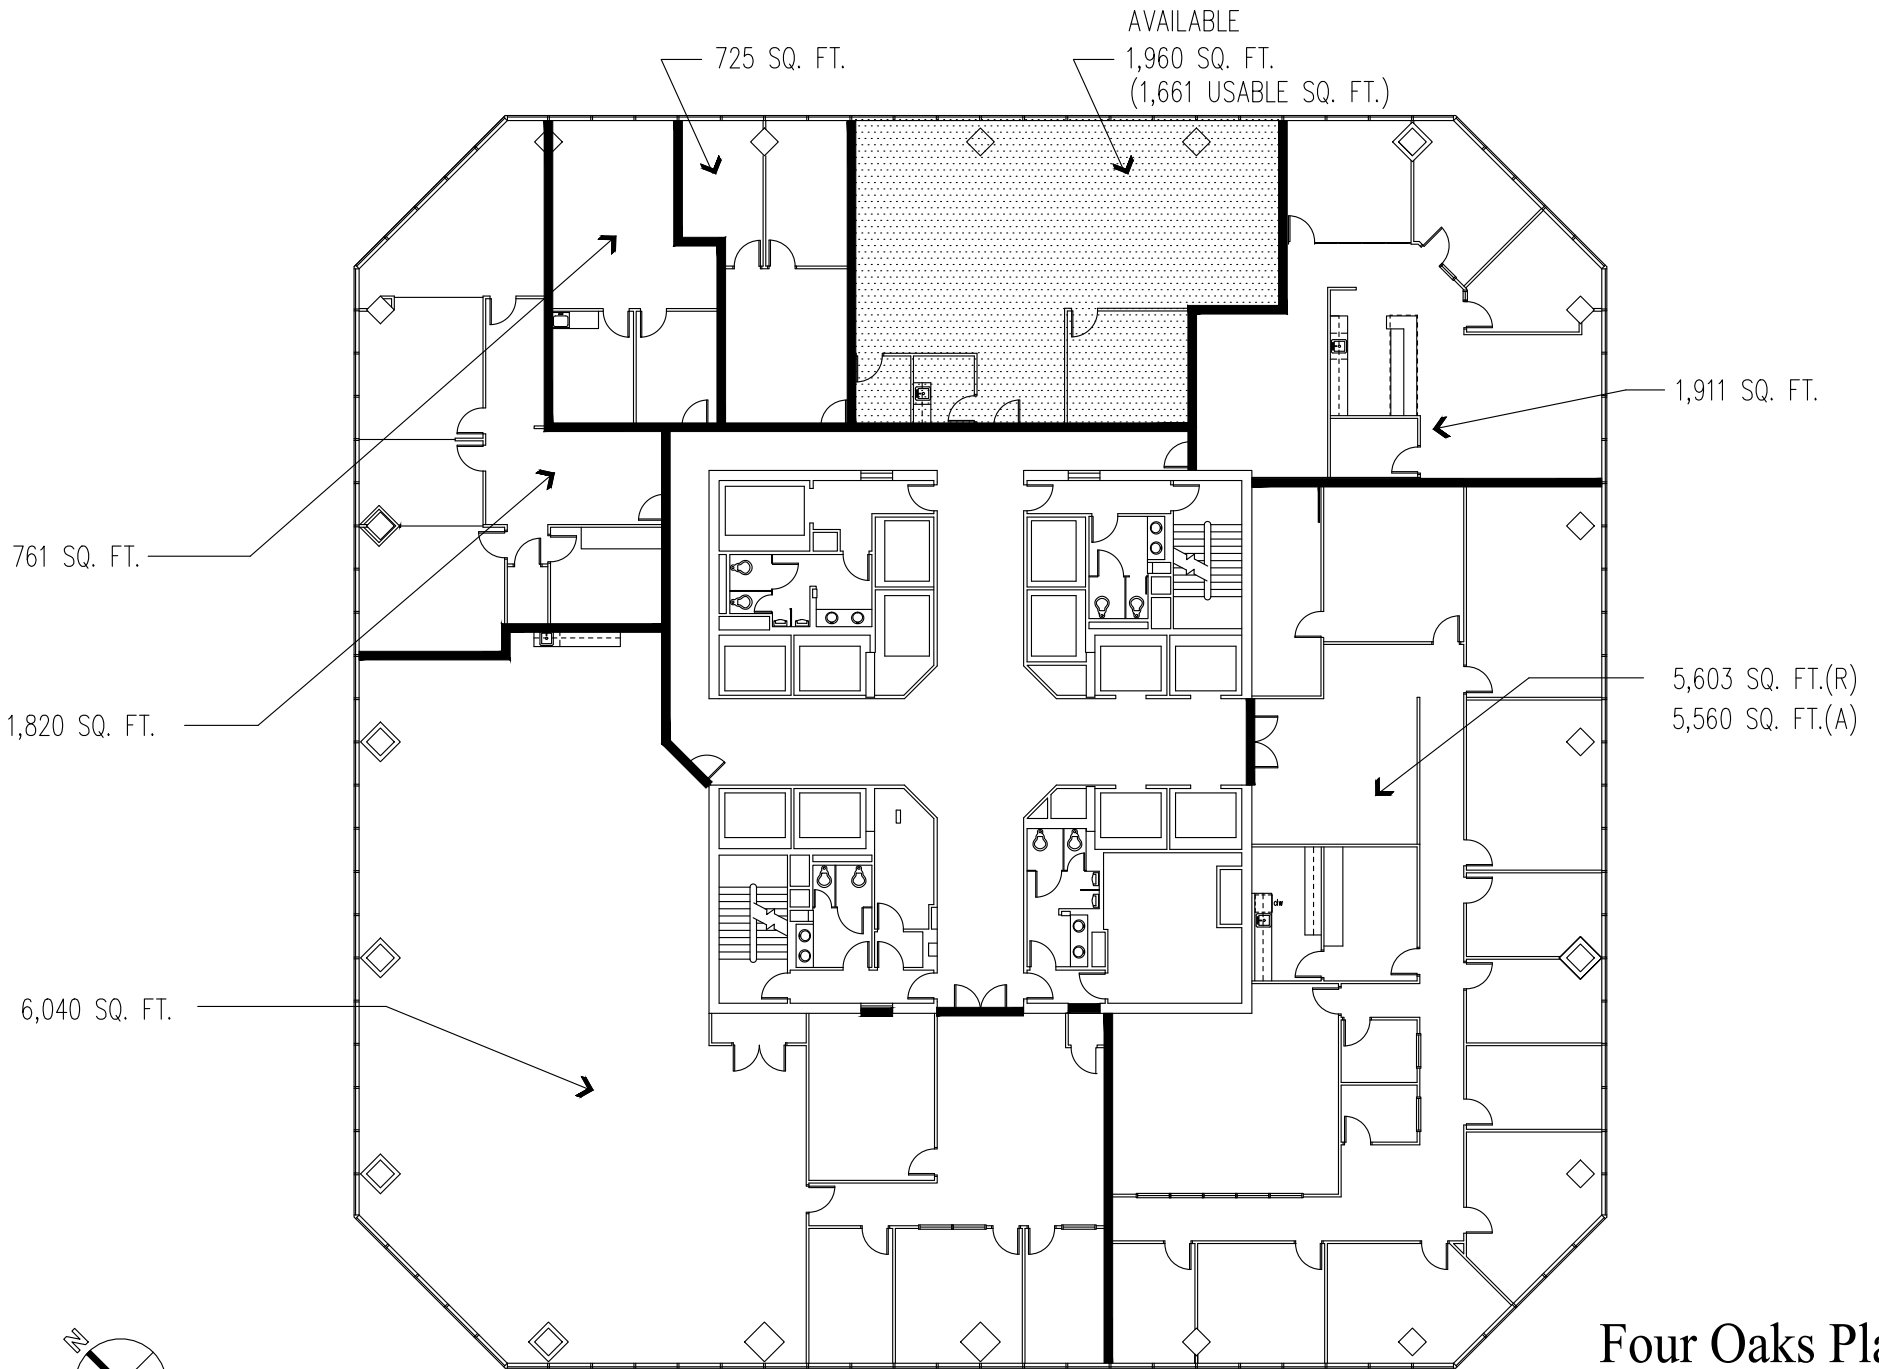 AVAILABLE
725 SQ. FT.
1,960 SQ. FT.
(1,661 USABLE SQ. FT.)
1,911 SQ. FT.
761 SQ. FT.
5,603 SQ. FT.(R)
5,560 SQ. FT.(A)
1,820 SQ. FT.
dw
6,040 SQ. FT.
N
Four Oaks Pla